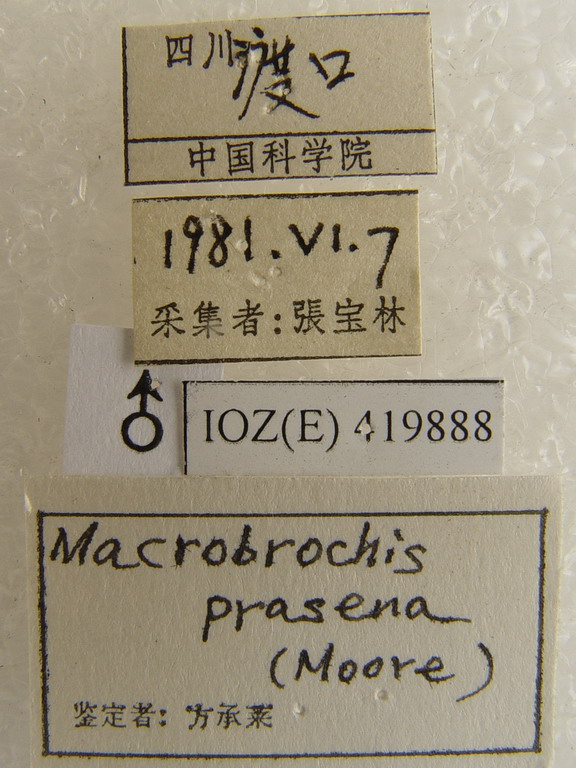 四川渡口
中国科学院
1981.VI.7
采集者:張宝林
♂
IOZ(E) 419888
Macrobrochis
prasena
(Moore)
鉴定者: 方承莱